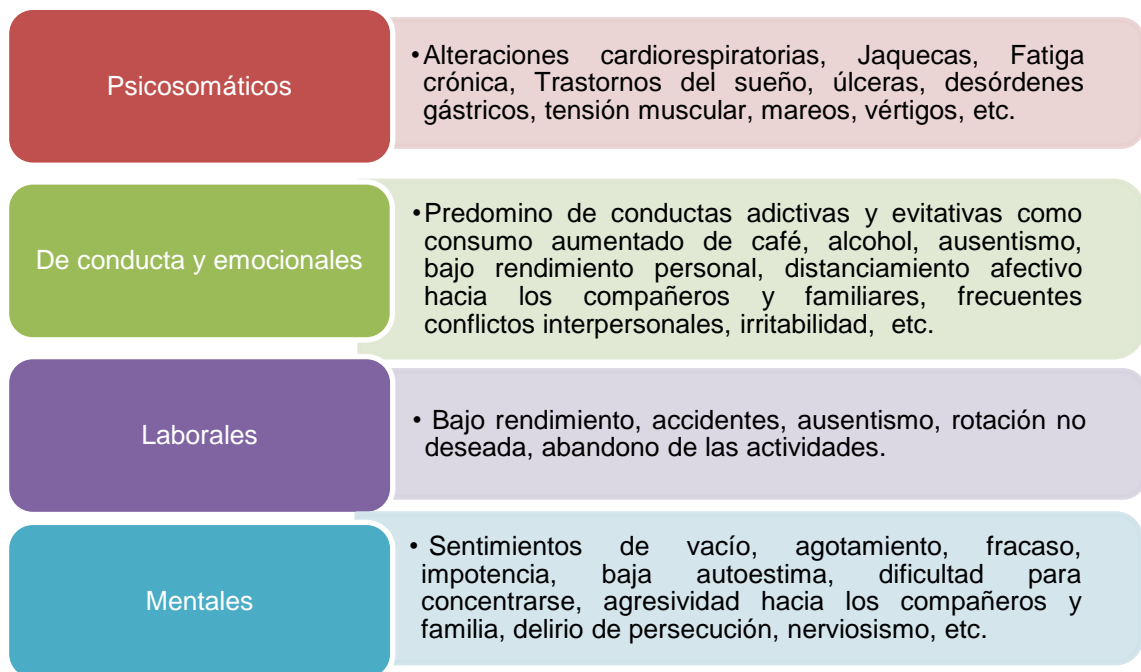 Psicosomáticos
•Alteraciones cardiorespiratorias, Jaquecas, Fatiga
crónica, Trastornos del sueño, úlceras, desórdenes
gástricos, tensión muscular, mareos, vértigos, etc.
De conducta y emocionales
•Predomino de conductas adictivas y evitativas como
consumo aumentado de café, alcohol, ausentismo,
bajo rendimiento personal, distanciamiento afectivo
hacia los compañeros y familiares, frecuentes
conflictos interpersonales, irritabilidad, etc.
Laborales
• Bajo rendimiento, accidentes, ausentismo, rotación no
deseada, abandono de las actividades.
Mentales
• Sentimientos de vacío, agotamiento, fracaso,
impotencia, baja autoestima, dificultad para
concentrarse, agresividad hacia los compañeros y
familia, delirio de persecución, nerviosismo, etc.